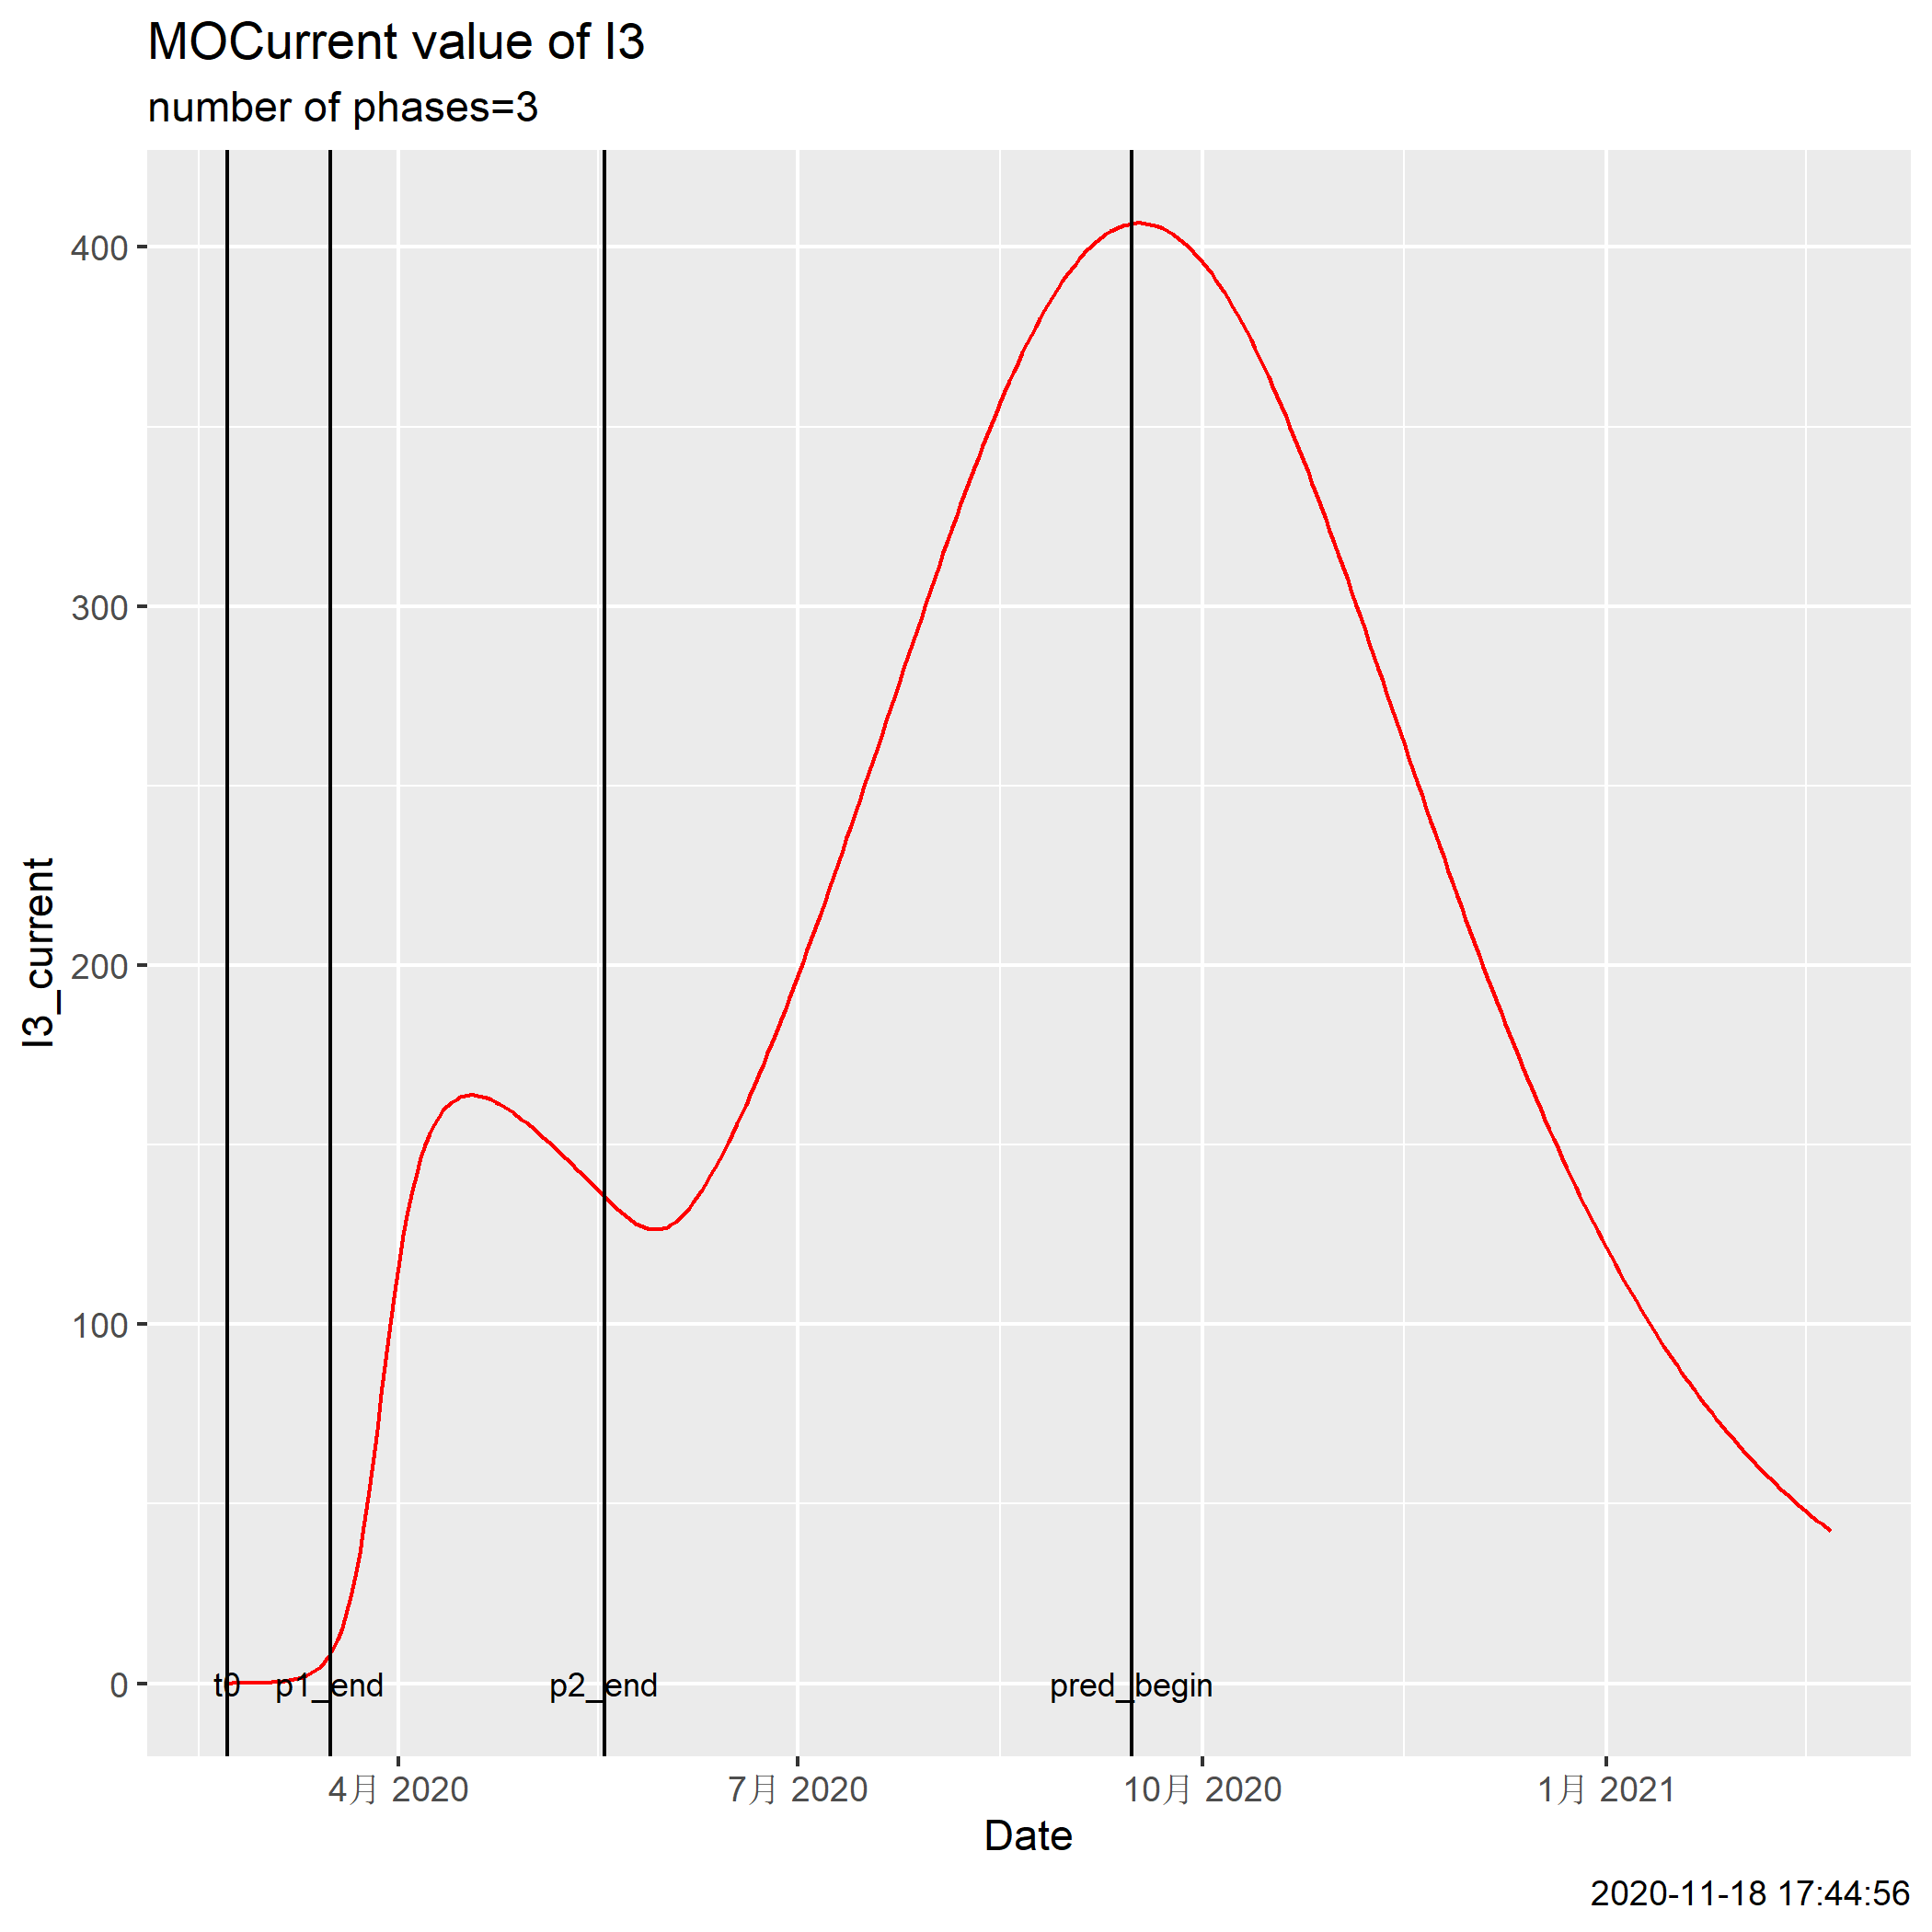 MOCurrent value of I3
number of phases=3
I3_current
400
300
200
100
0
t0 p1_end p2_end pred_begin
4月 2020 7月 2020 10月 2020 1月 2021
Date
2020-11-18 17:44:56